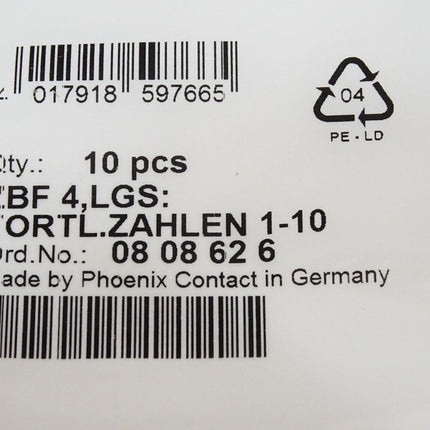 017918 597665
04
PE-LD
Qty.: 10 pcs
ZBF 4,LGS:
FORTL.ZAHLEN 1-10
Ord.No.: 08 08 62 6
Made by Phoenix Contact in Germany